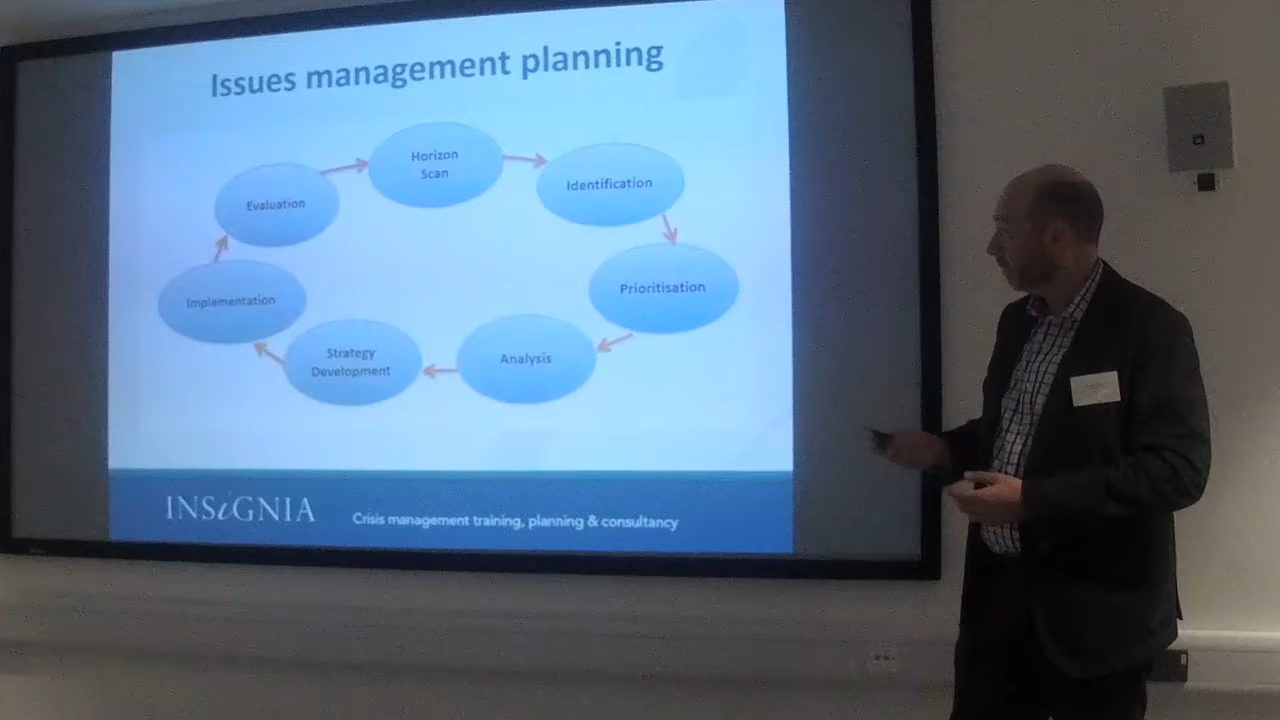 Issues management planning
Horizon
Scan
Identification
Prioritisation
Analysis
Strategy
Development
Implementation
Evaluation
INSiGNIA
Crisis management training, planning & consultancy